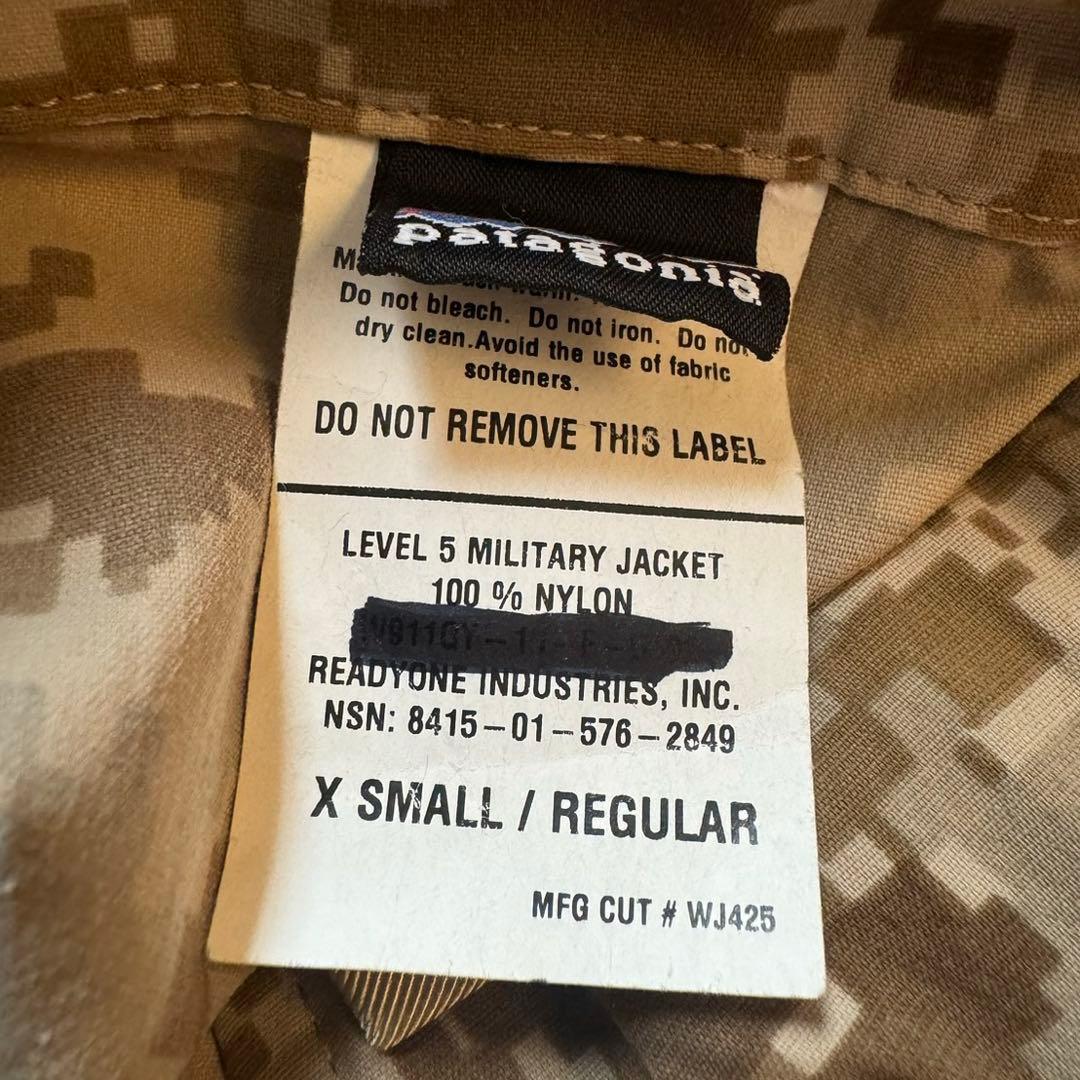 patagonia
Do not bleach. Do not iron. Do not
dry clean.Avoid the use of fabric
softeners.
DO NOT REMOVE THIS LABEL
LEVEL 5 MILITARY JACKET
100 % NYLON
READYONE INDUSTRIES, INC.
NSN: 8415-01-576-2849
X SMALL / REGULAR
MFG CUT # WJ425